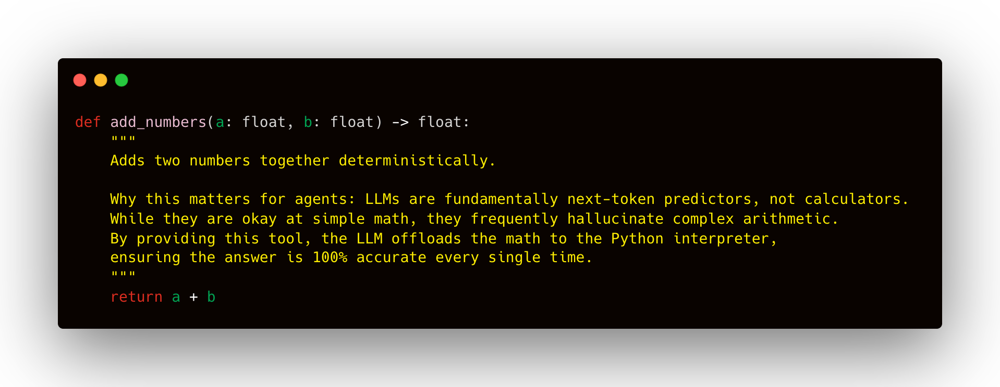 def add_numbers(a: float, b: float) -> float:
    """
    Adds two numbers together deterministically.

    Why this matters for agents: LLMs are fundamentally next-token predictors, not calculators.
    While they are okay at simple math, they frequently hallucinate complex arithmetic.
    By providing this tool, the LLM offloads the math to the Python interpreter,
    ensuring the answer is 100% accurate every single time.
    """
    return a + b